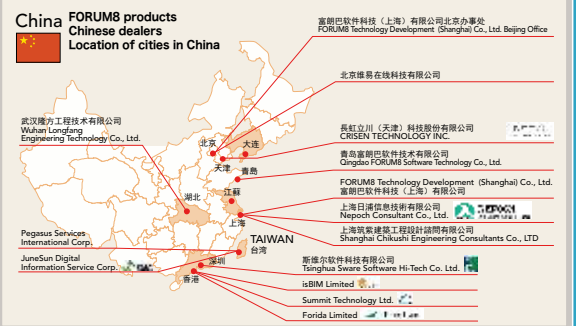 China
FORUM8 products
Chinese dealers
Location of cities in China
富朗巴软件科技（上海）有限公司北京办事处
FORUM8 Technology Development (Shanghai) Co., Ltd. Beijing Office
北京维易在线科技有限公司
武汉隆方工程技术有限公司
Wuhan Longfang
Engineering Technology Co., Ltd.
長虹立川（天津）科技股份有限公司
CRISEN TECHNOLOGY INC.
青岛富朗巴软件技术有限公司
Qingdao FORUM8 Software Technology Co., Ltd.
FORUM8 Technology Development (Shanghai) Co., Ltd.
富朗巴软件科技（上海）有限公司
上海日浦信息技術有限公司
Nepoch Consultant Co., Ltd.
上海筑紫建築工程設計諮問有限公司
Shanghai Chikushi Engineering Consultants Co., LTD
北京
大连
天津
青島
江蘇
湖北
上海
TAIWAN
台湾
深圳
香港
Pegasus Services
International Corp.
JuneSun Digital
Information Service Corp.
斯维尔软件科技有限公司
Tsinghua Sware Software Hi-Tech Co. Ltd.
isBIM Limited
Summit Technology Ltd.
Forida Limited